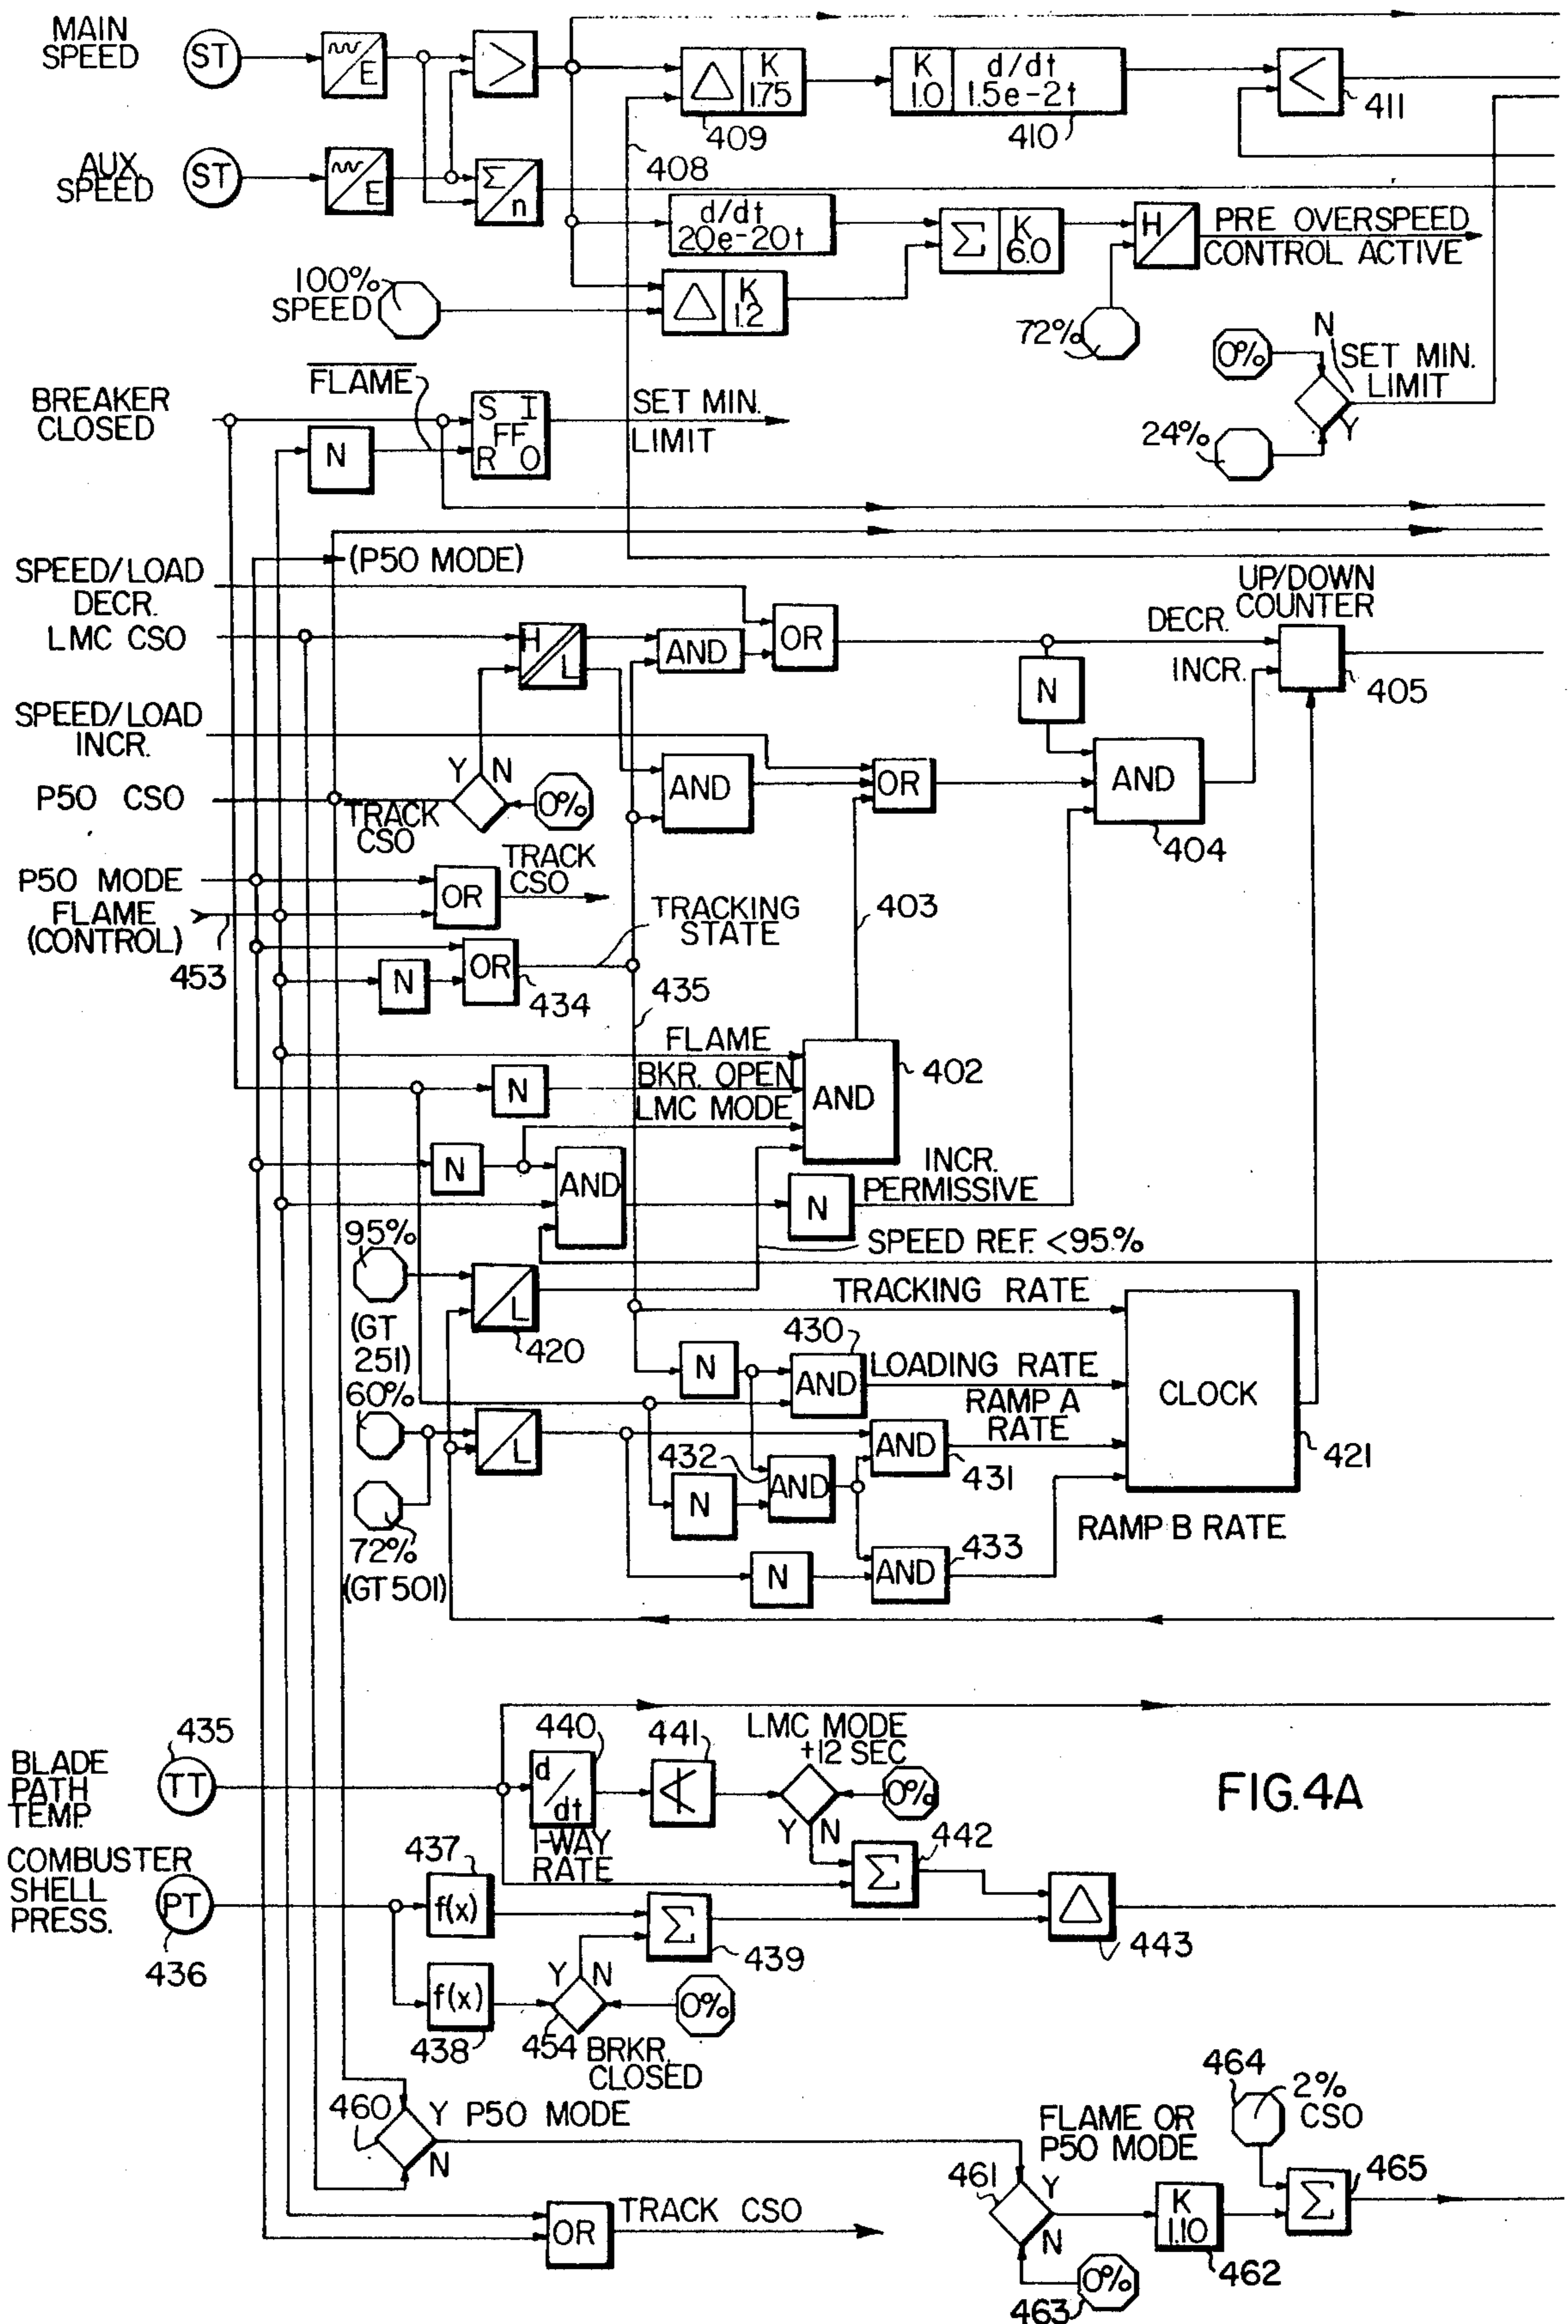 MAIN
SPEED
ST
E
>
△ K
1.75
409
K
1.0
d/dt
1.5e-2t
410
<
411
AUX.
SPEED
ST
E
Σ
n
408
d/dt
20e-20t
Σ K
6.0
H
PRE OVERSPEED
CONTROL ACTIVE
100%
SPEED
△ K
1.2
72%
0%
N
SET MIN.
LIMIT
Y
24%
BREAKER
CLOSED
FLAME
N
S I
FF
R O
SET MIN.
LIMIT
(P50 MODE)
SPEED/LOAD
DECR.
LMC CSO
H
L
AND
OR
DECR.
UP/DOWN
COUNTER
INCR.
405
N
SPEED/LOAD
INCR.
P50 CSO
Y N
0%
TRACK
CSO
AND
OR
AND
404
P50 MODE
FLAME
(CONTROL)
453
OR
TRACK
CSO
TRACKING
STATE
N
OR
434
435
403
FLAME
BKR. OPEN
LMC MODE
N
AND
402
N
AND
N
INCR.
PERMISSIVE
SPEED REF. <95%
95%
(GT
251)
L
420
TRACKING RATE
430
N
AND
LOADING RATE
RAMP A
RATE
CLOCK
421
60%
L
72%
(GT501)
432
AND
AND
431
N
RAMP B RATE
N
AND
433
435
BLADE
PATH
TEMP.
TT
440
d
/
dt
1-WAY
RATE
441
LMC MODE
+12 SEC
0%
Y N
Σ
442
FIG.4A
COMBUSTER
SHELL
PRESS.
PT
436
437
f(x)
Σ
439
△
443
f(x)
438
Y N
454
0%
BRKR.
CLOSED
460
Y P50 MODE
N
FLAME OR
P50 MODE
461
Y
N
0%
463
K
1.10
462
464
2%
CSO
Σ
465
OR
TRACK CSO